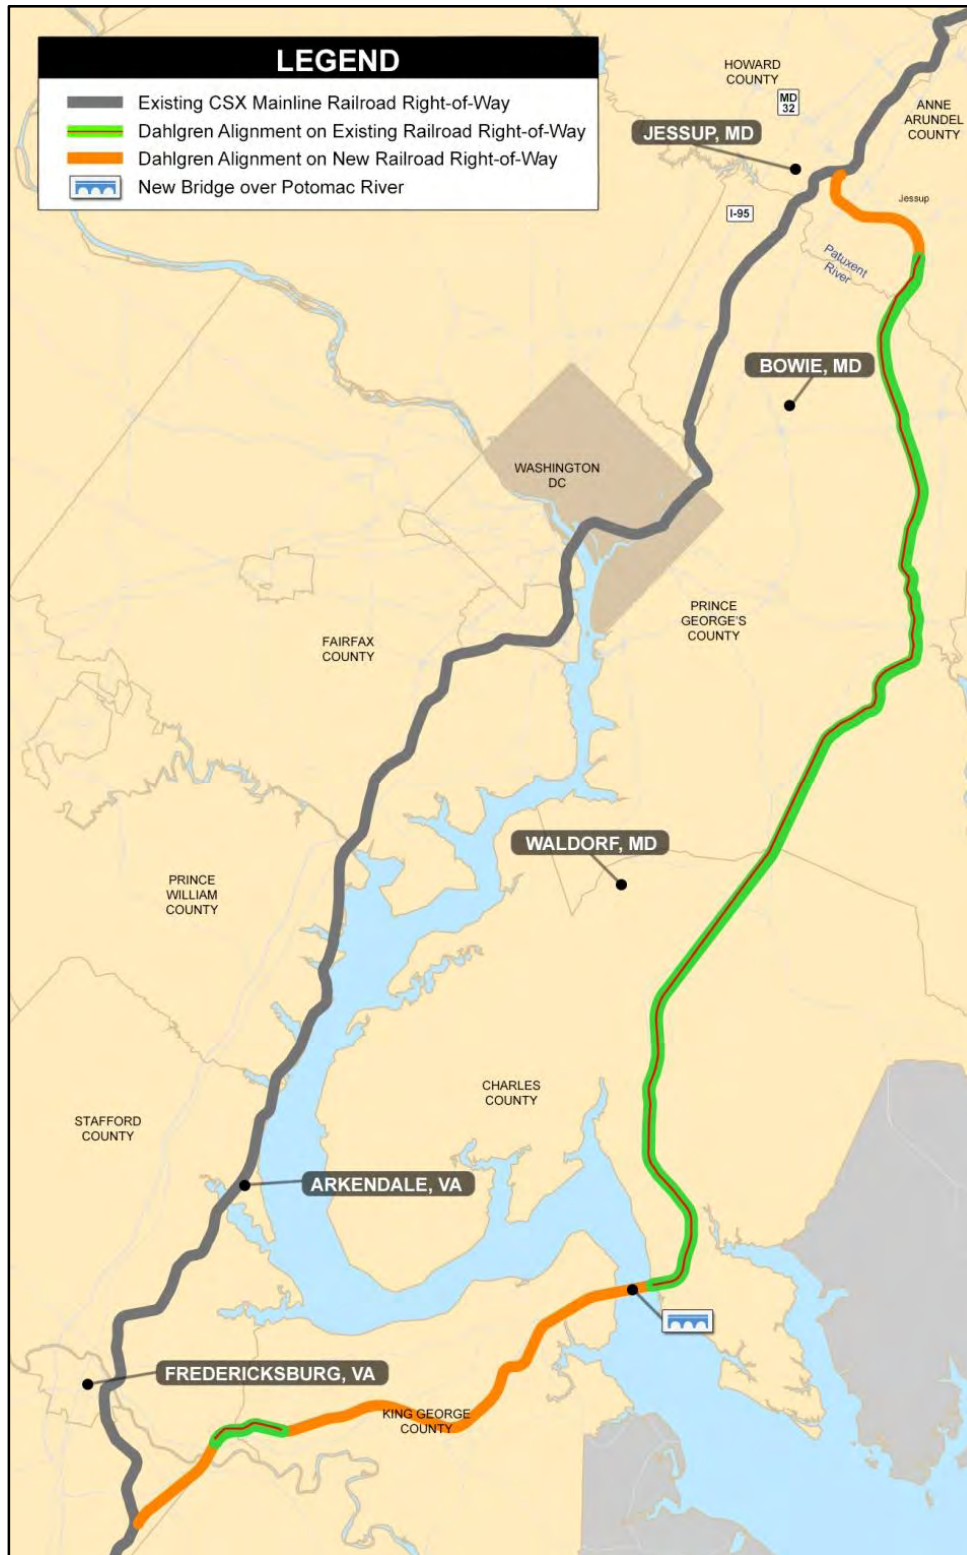 LEGEND
Existing CSX Mainline Railroad Right-of-Way
Dahlgren Alignment on Existing Railroad Right-of-Way
Dahlgren Alignment on New Railroad Right-of-Way
New Bridge over Potomac River
HOWARD
COUNTY
MD
32
ANNE
ARUNDEL
COUNTY
JESSUP, MD
Jessup
I-95
Patuxent
River
BOWIE, MD
WASHINGTON
DC
PRINCE
GEORGE'S
COUNTY
FAIRFAX
COUNTY
WALDORF, MD
PRINCE
WILLIAM
COUNTY
CHARLES
COUNTY
STAFFORD
COUNTY
ARKENDALE, VA
FREDERICKSBURG, VA
KING GEORGE
COUNTY